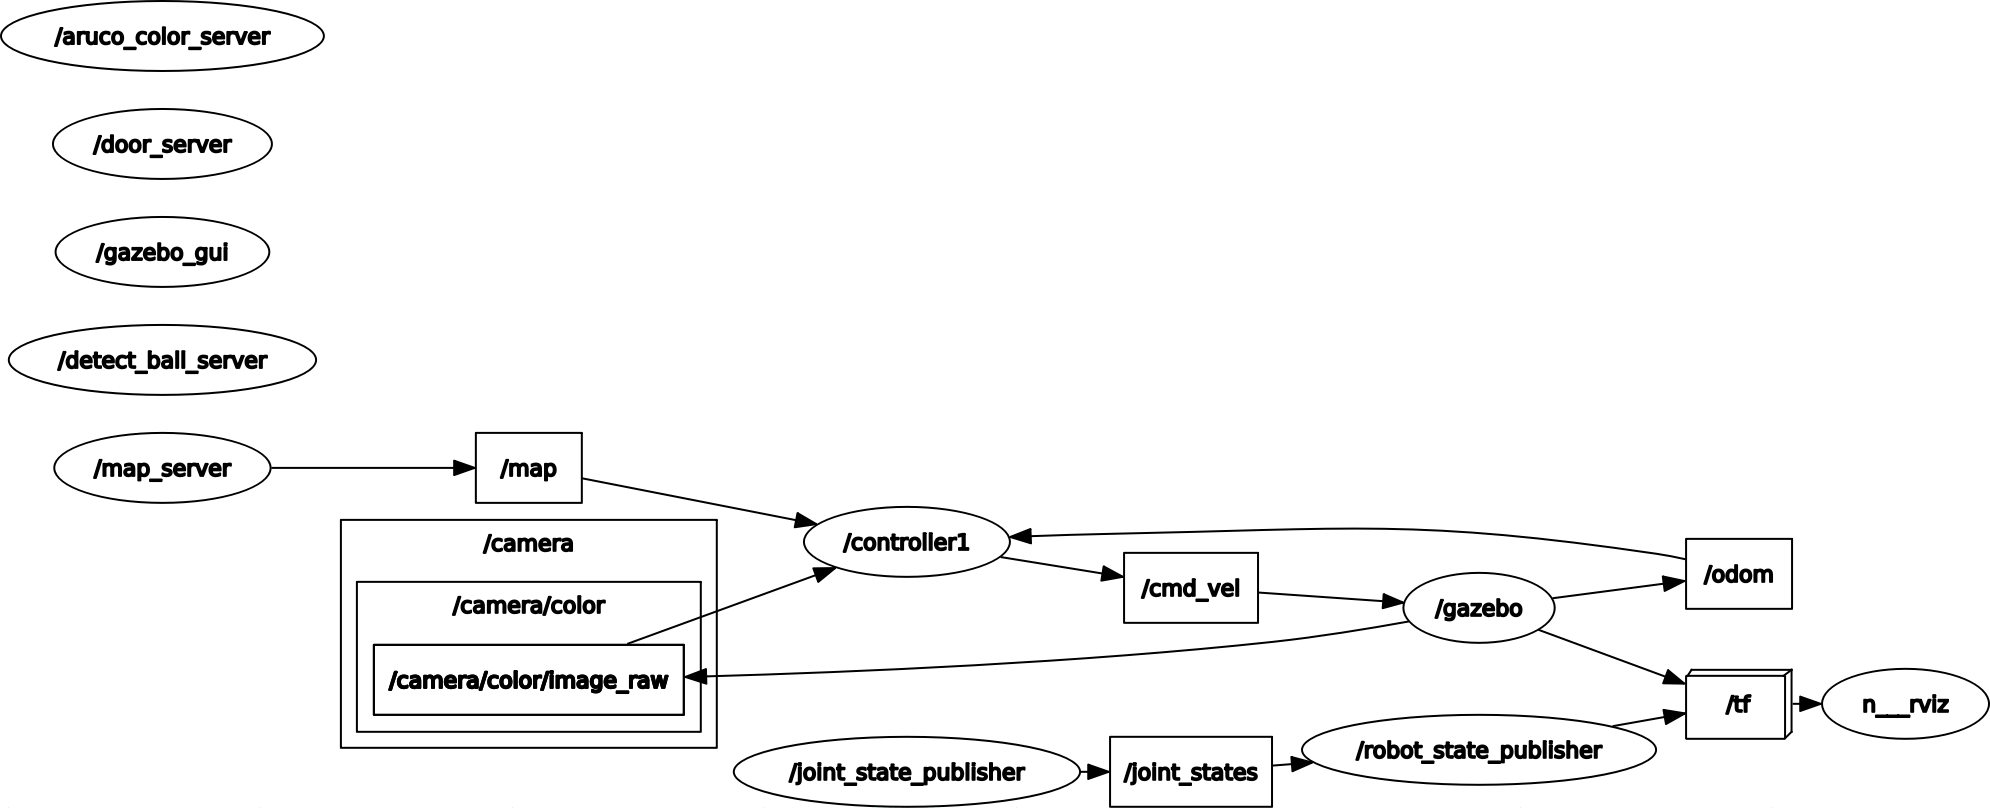 /aruco_color_server
/door_server
/gazebo_gui
/detect_ball_server
/map_server
/map
/camera
/controller1
/camera/color
/cmd_vel
/odom
/gazebo
/camera/color/image_raw
/tf
n__rviz
/joint_state_publisher
/joint_states
/robot_state_publisher